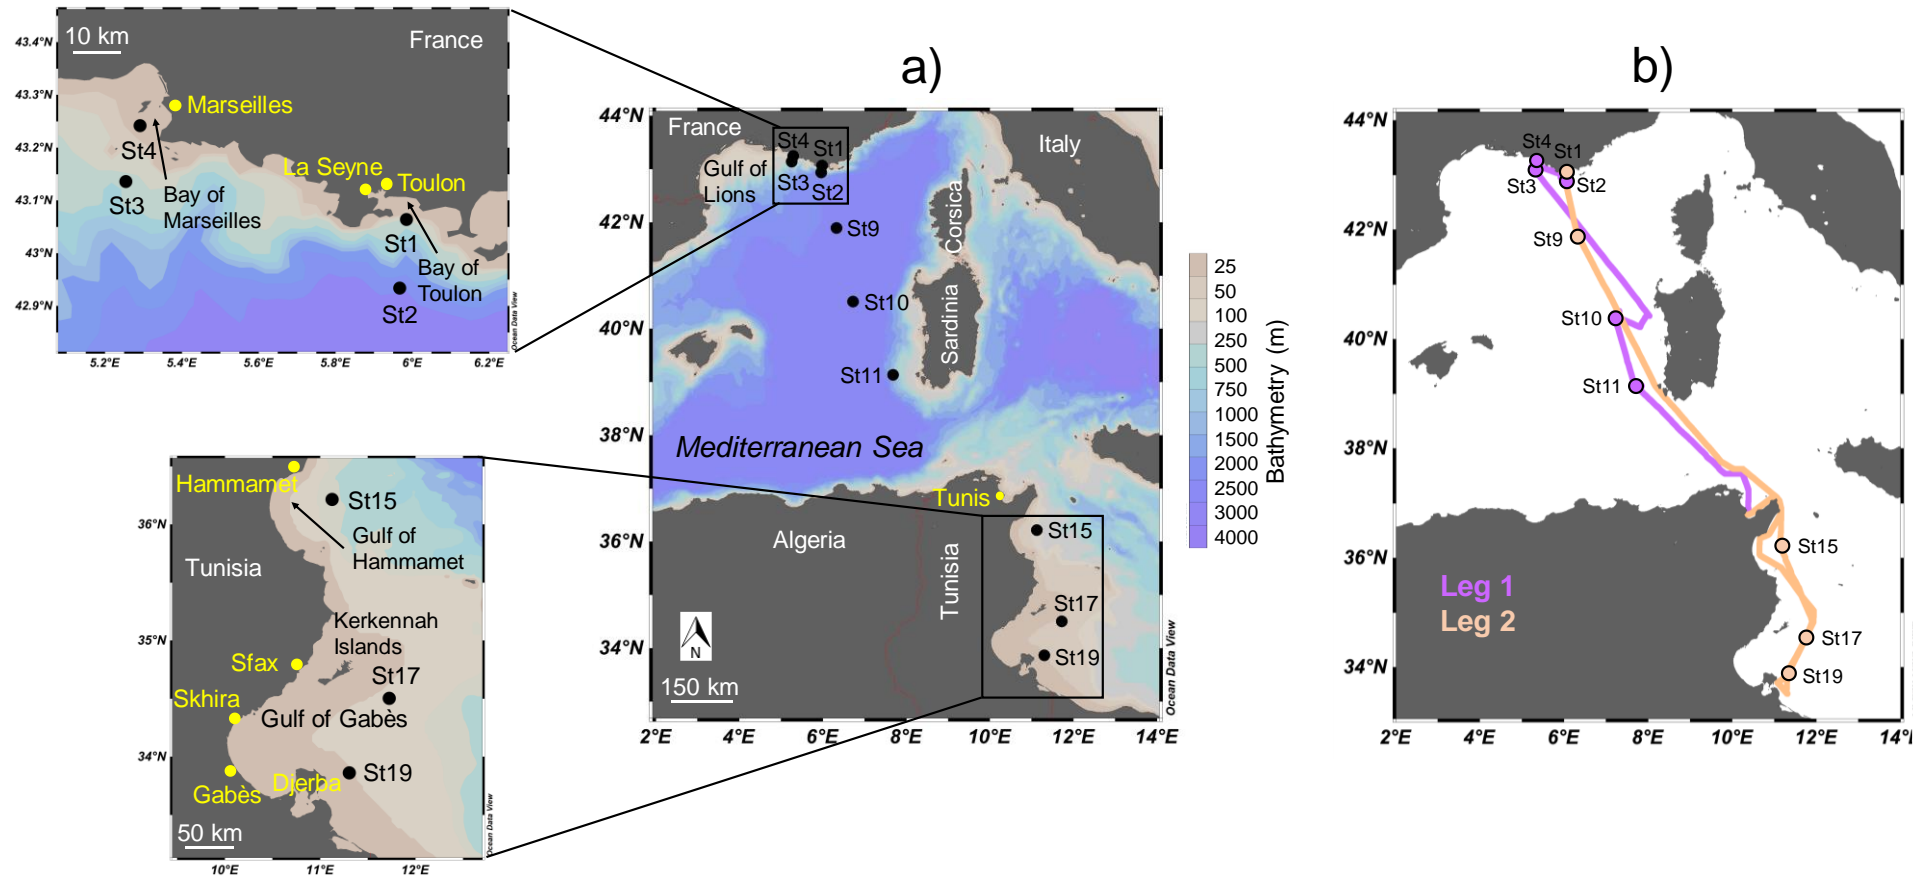 a)
b)
10 km
France
43.4°N
43.3°N
43.2°N
43.1°N
43°N
42.9°N
Marseilles
St4
La Seyne
Toulon
St3
Bay of
Marseilles
St1
Bay of
Toulon
St2
Ocean Data View
5.2°E 5.4°E 5.6°E 5.8°E 6°E 6.2°E
44°N
42°N
40°N
38°N
36°N
34°N
France
Italy
St4 St1
Gulf of
Lions
St3
St2
St9
Corsica
St10
Sardinia
St11
Mediterranean Sea
Tunis
Algeria
Tunisia
St15
St17
St19
N
150 km
Ocean Data View
2°E 4°E 6°E 8°E 10°E 12°E 14°E
25
50
100
250
500
750
1000
1500
2000
2500
3000
4000
Bathymetry (m)
Hammamet
St15
36°N
Gulf of
Hammamet
Tunisia
35°N
Kerkennah
Islands
Sfax
St17
Skhira
Gulf of Gabès
34°N
Djerba
St19
Gabès
50 km
Ocean Data View
10°E 11°E 12°E
44°N
42°N
40°N
38°N
36°N
34°N
St4
St1
St3
St2
St9
St10
St11
St15
St17
St19
Leg 1
Leg 2
2°E 4°E 6°E 8°E 10°E 12°E 14°E